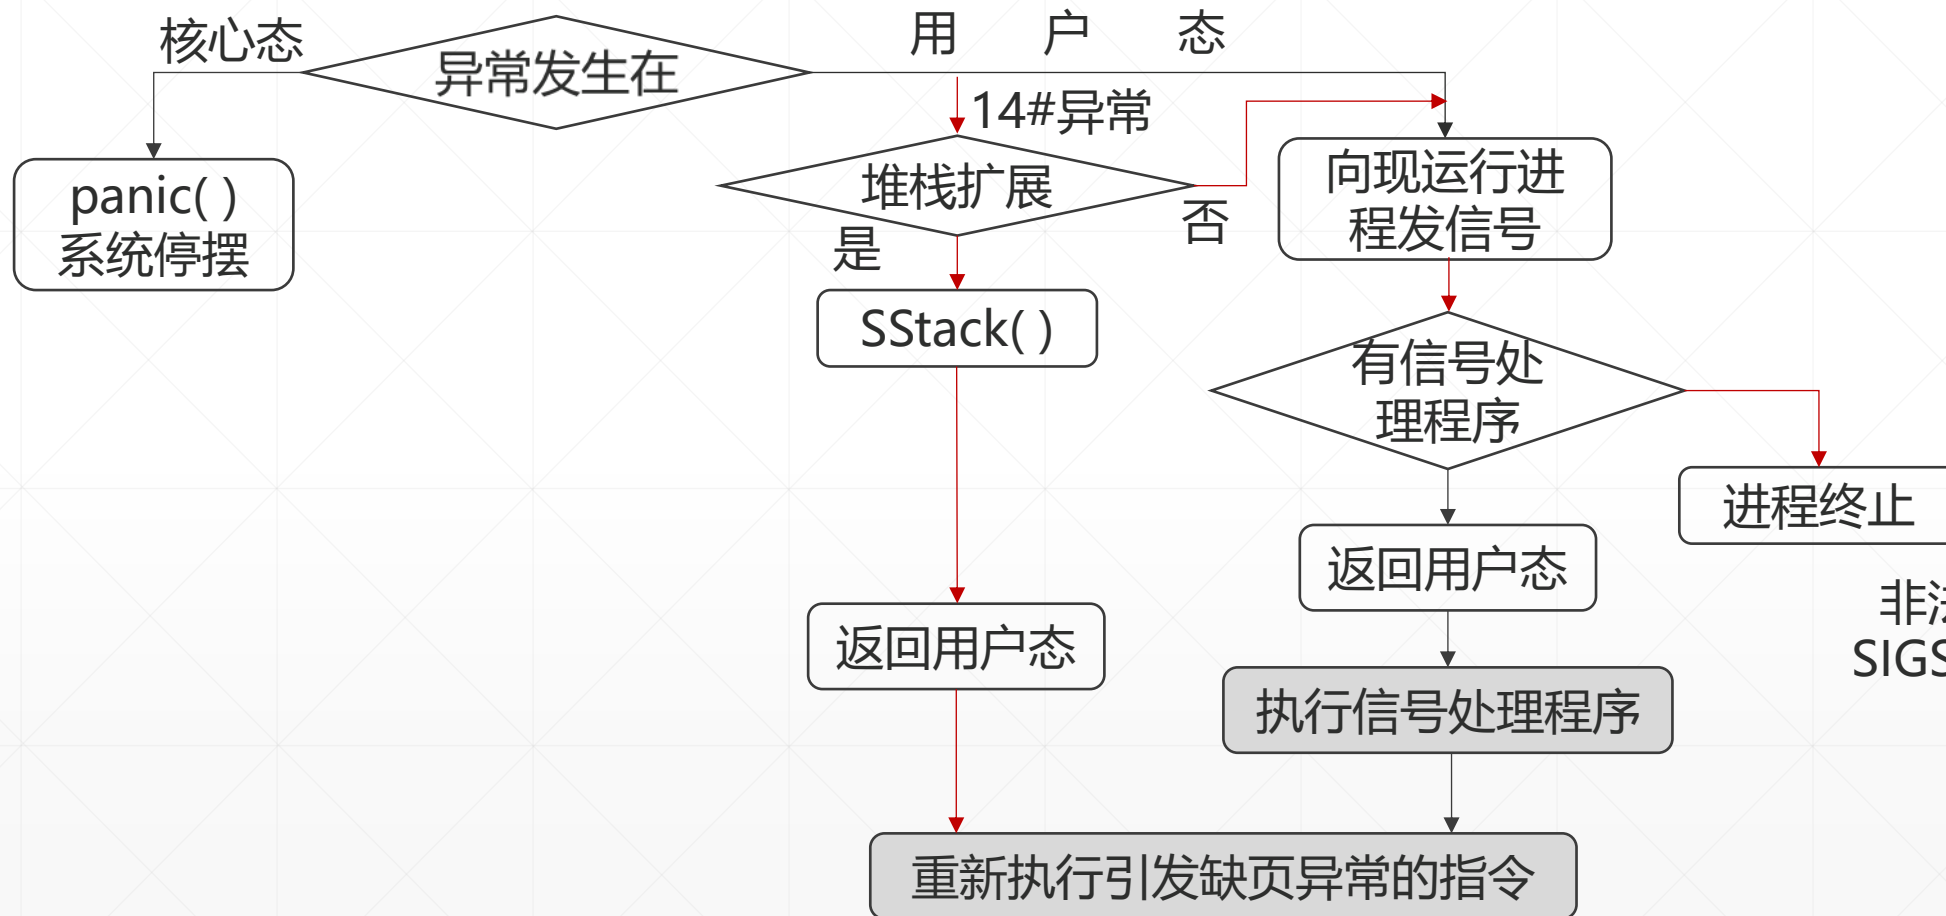 核心态
用 户 态
异常发生在
14#异常
panic( )
系统停摆
堆栈扩展
否
是
向现运行进
程发信号
SStack( )
有信号处
理程序
进程终止
返回用户态
非
SIGS
返回用户态
执行信号处理程序
重新执行引发缺页异常的指令